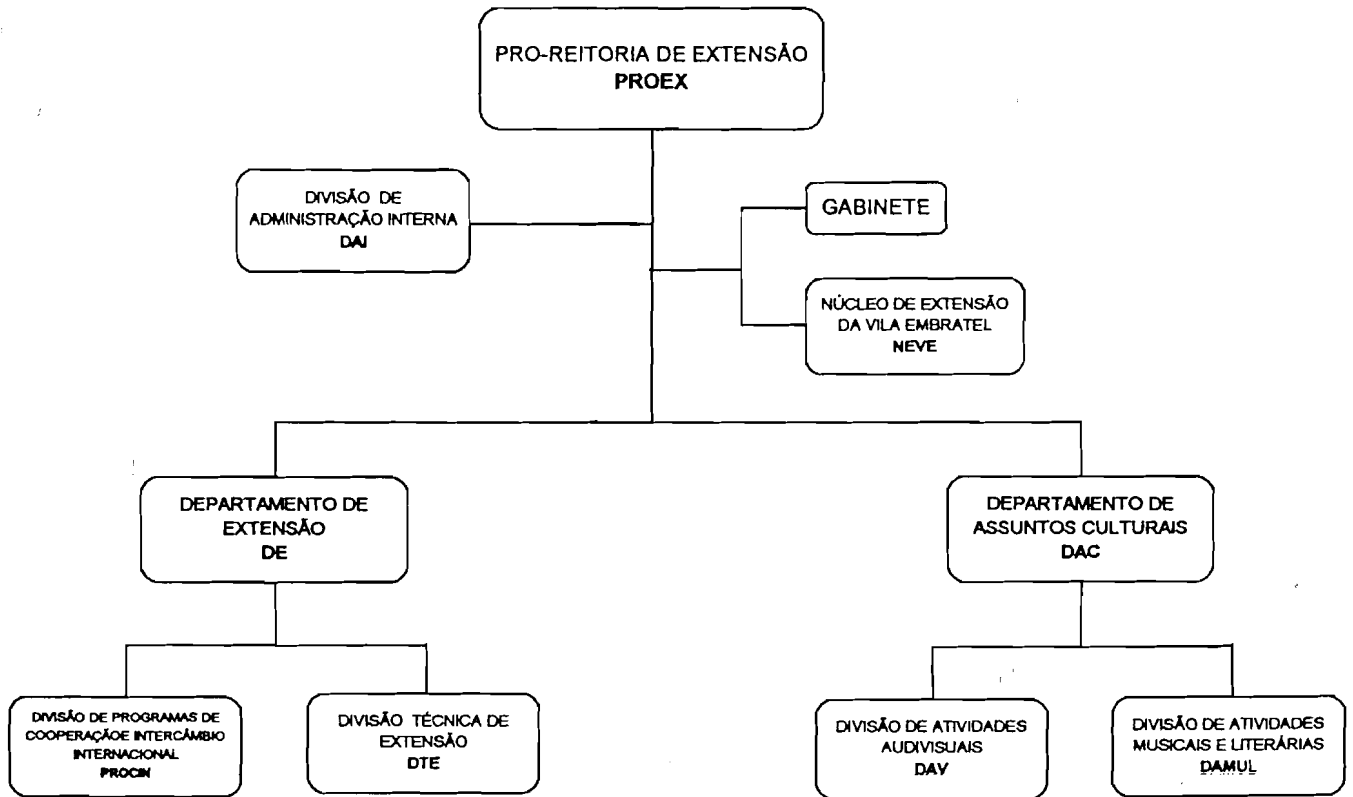 PRO-REITORIA DE EXTENSÃO
PROEX
DIVISÃO DE
ADMINISTRAÇÃO INTERNA
DAI
GABINETE
NÚCLEO DE EXTENSÃO
DA VILA EMBRATEL
NEVE
DEPARTAMENTO DE
EXTENSÃO
DE
DEPARTAMENTO DE
ASSUNTOS CULTURAIS
DAC
DIVISÃO DE PROGRAMAS DE
COOPERAÇÃOE INTERCÂMBIO
INTERNACIONAL
PROCIN
DIVISÃO TÉCNICA DE
EXTENSÃO
DTE
DIVISÃO DE ATIVIDADES
AUDIVISUAIS
DAV
DIVISÃO DE ATIVIDADES
MUSICAIS E LITERÁRIAS
DAMUL